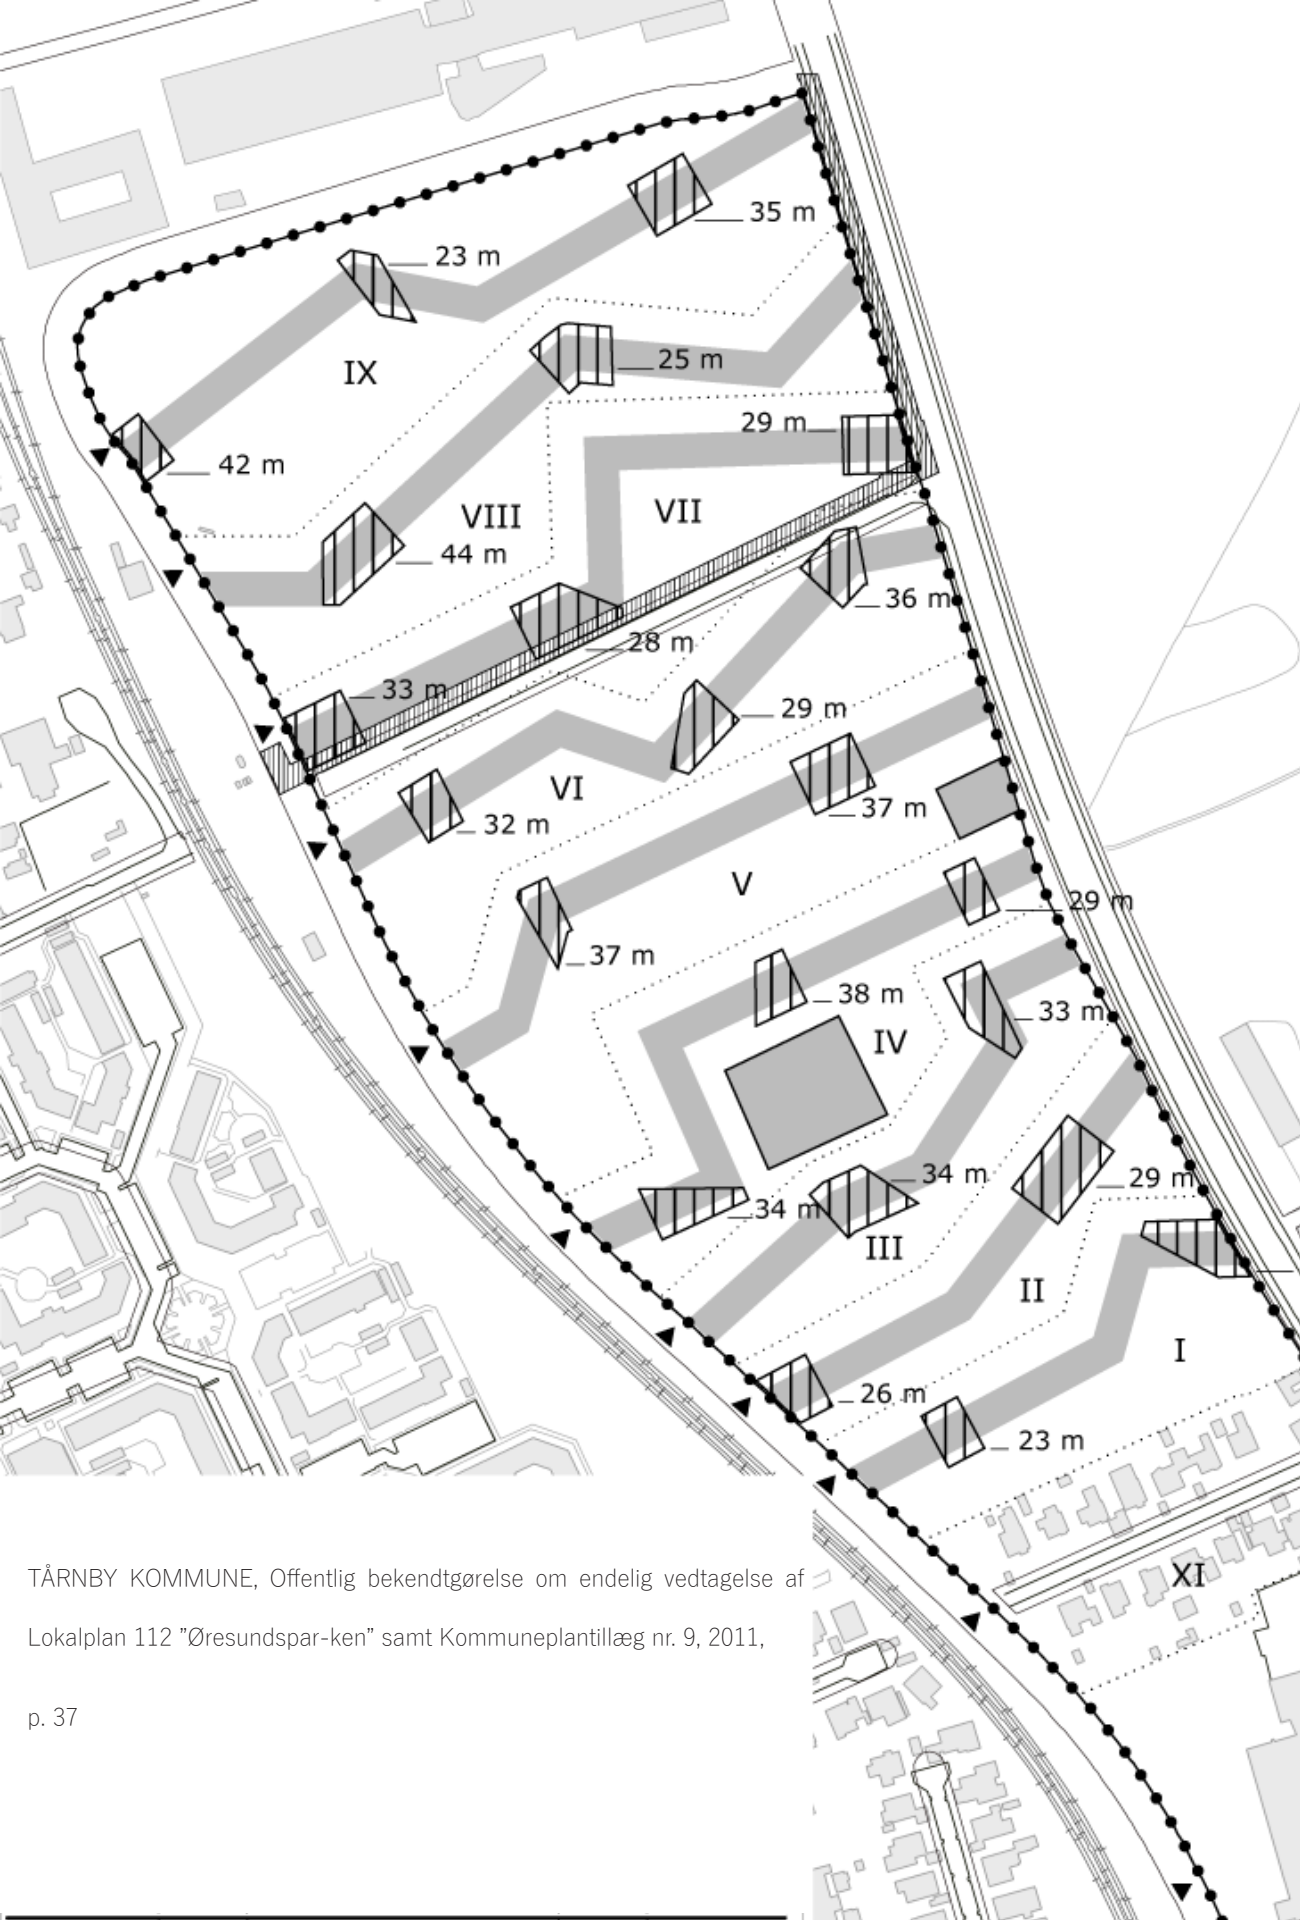 35 m
23 m
25 m
IX
29 m
42 m
VIII
VII
44 m
36 m
28 m
33 m
29 m
VI
37 m
32 m
V
29 m
37 m
38 m
33 m
IV
34 m
29 m
34 m
III
II
I
26 m
23 m
XI
TÅRNBY KOMMUNE, Offentlig bekendtgørelse om endelig vedtagelse af
Lokalplan 112 ”Øresundspar-ken” samt Kommuneplantillæg nr. 9, 2011,
p. 37